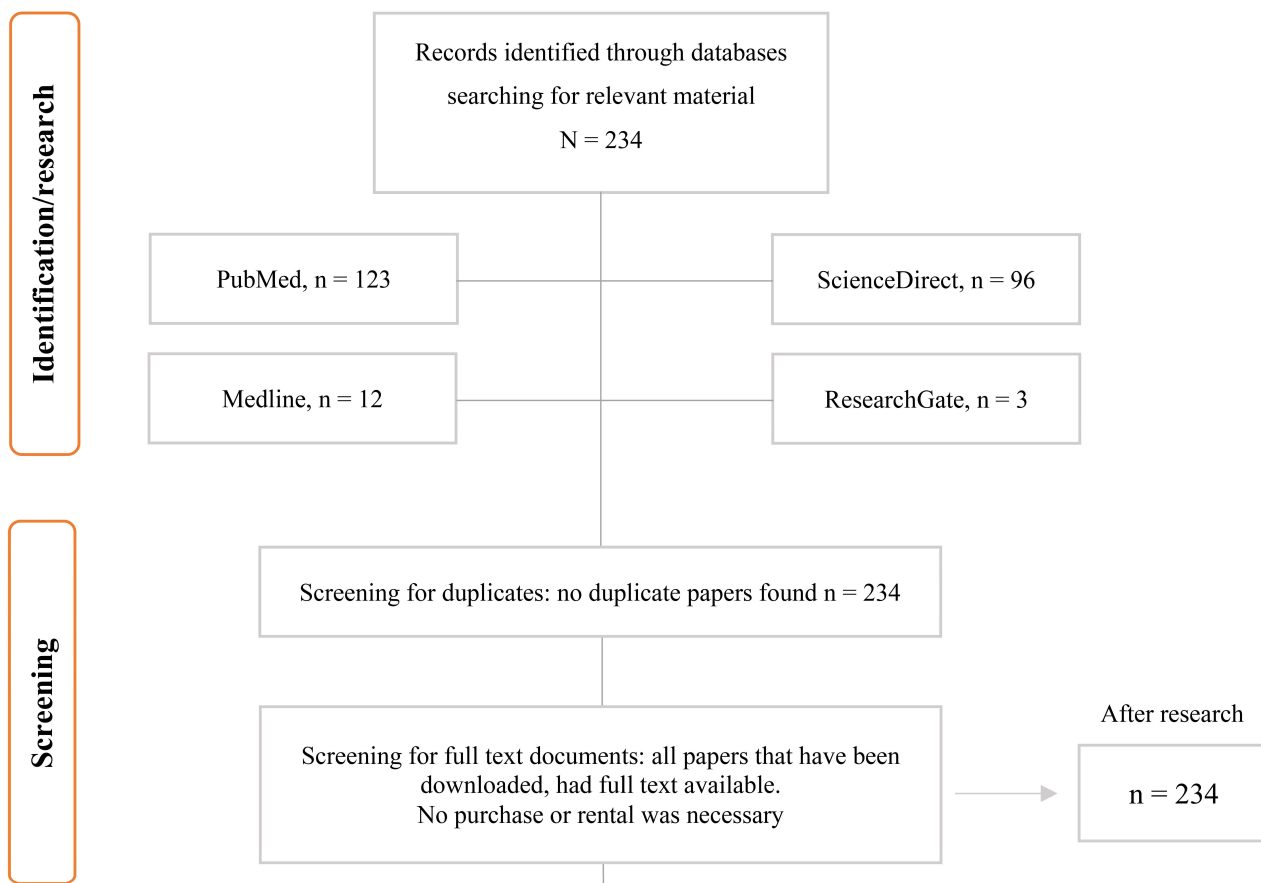 Identification/research
Records identified through databases
searching for relevant material
N = 234
PubMed, n = 123
ScienceDirect, n = 96
Medline, n = 12
ResearchGate, n = 3
Screening
Screening for duplicates: no duplicate papers found n = 234
Screening for full text documents: all papers that have been
downloaded, had full text available.
No purchase or rental was necessary
After research
n = 234